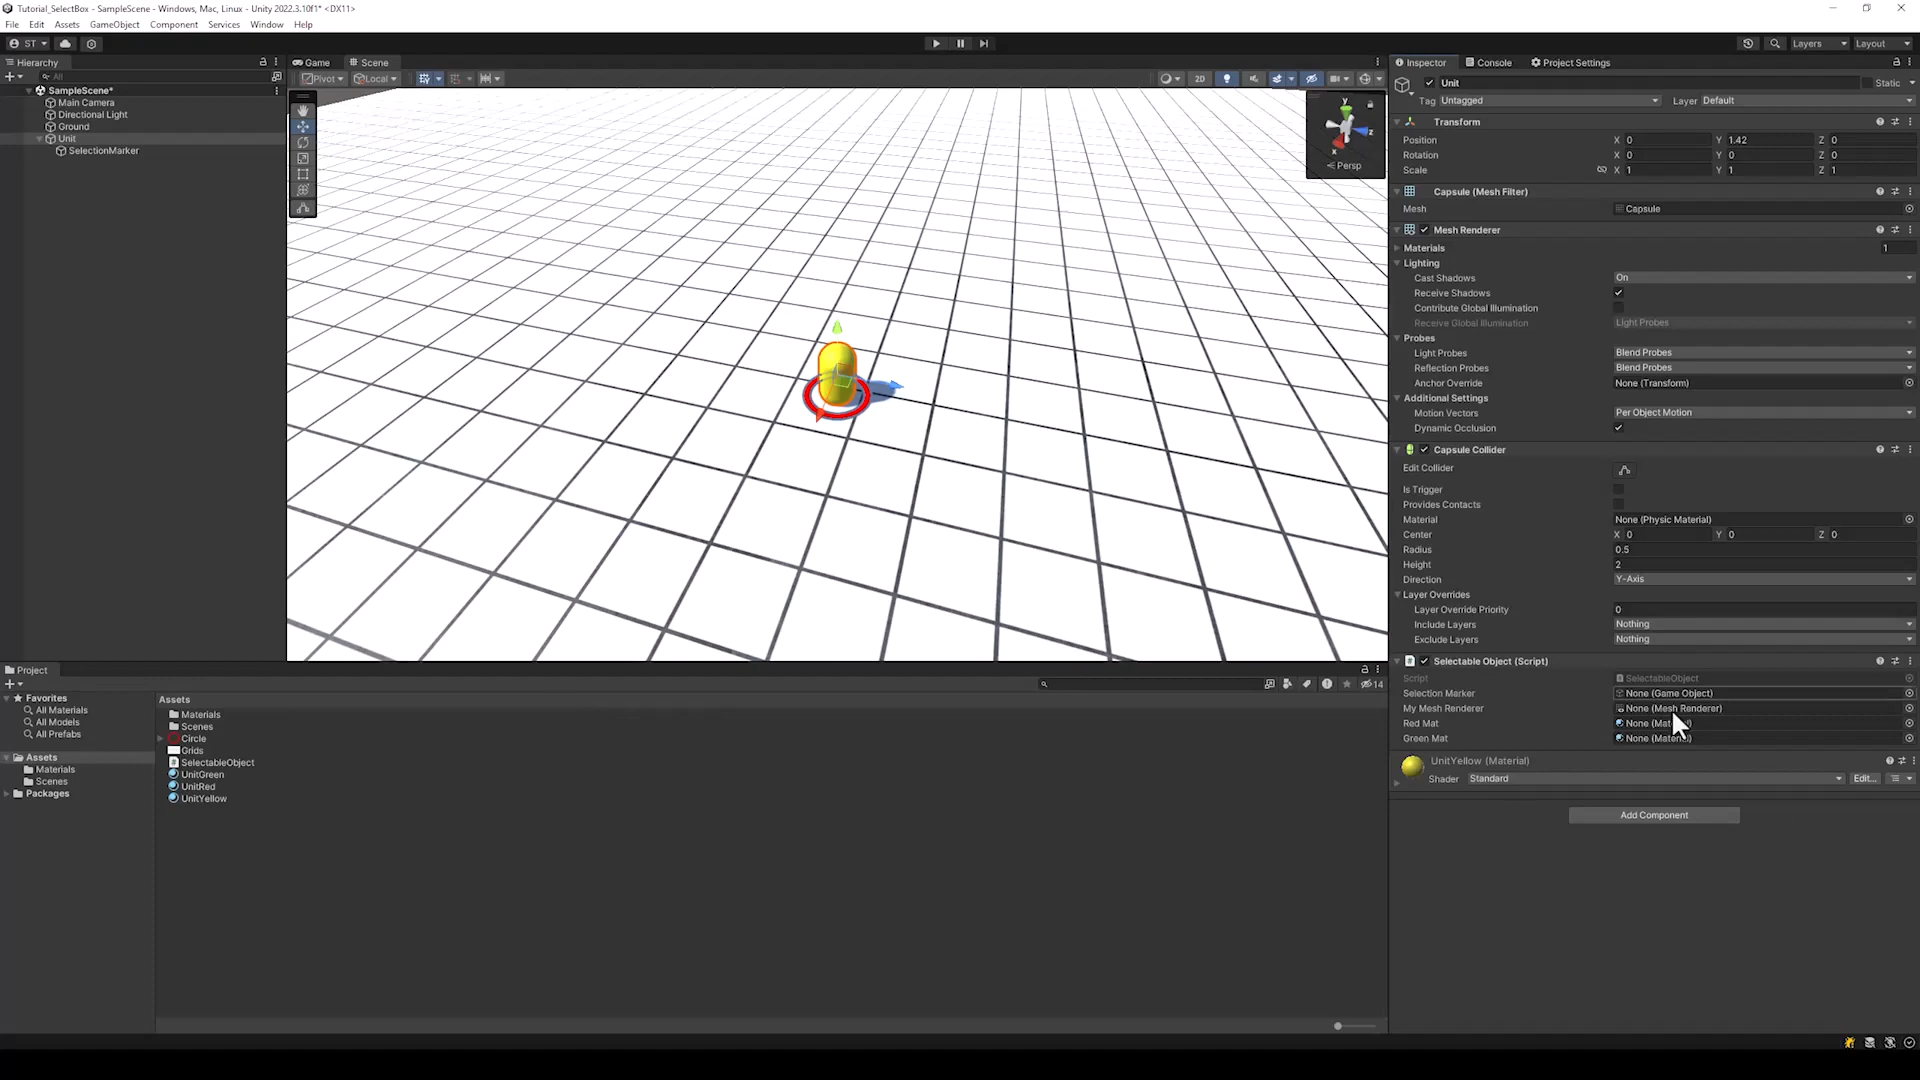 Tutorial_SelectBox - SampleScene - Windows, Mac, Linux - Unity 2022.3.10f1* <DX11>
File Edit Assets GameObject Component Services Window Help
ST Layers Layout
Hierarchy
All
SampleScene*
Main Camera
Directional Light
Ground
Unit
SelectionMarker
Game Scene
Pivot Local 2D
y
z
x
Persp
Project
14
Favorites
All Materials
All Models
All Prefabs
Assets
Materials
Scenes
Packages
Assets
Materials
Scenes
Circle
Grids
SelectableObject
UnitGreen
UnitRed
UnitYellow
Inspector Console Project Settings
Unit Static
Tag Untagged Layer Default
Transform
Position X 0 Y 1.42 Z 0
Rotation X 0 Y 0 Z 0
Scale X 1 Y 1 Z 1
Capsule (Mesh Filter)
Mesh Capsule
Mesh Renderer
Materials 1
Lighting
Cast Shadows On
Receive Shadows
Contribute Global Illumination
Receive Global Illumination Light Probes
Probes
Light Probes Blend Probes
Reflection Probes Blend Probes
Anchor Override None (Transform)
Additional Settings
Motion Vectors Per Object Motion
Dynamic Occlusion
Capsule Collider
Edit Collider
Is Trigger
Provides Contacts
Material None (Physic Material)
Center X 0 Y 0 Z 0
Radius 0.5
Height 2
Direction Y-Axis
Layer Overrides
Layer Override Priority 0
Include Layers Nothing
Exclude Layers Nothing
# Selectable Object (Script)
Script SelectableObject
Selection Marker None (Game Object)
My Mesh Renderer None (Mesh Renderer)
Red Mat None
Green Mat None (Material)
UnitYellow (Material)
Shader Standard Edit...
Add Component